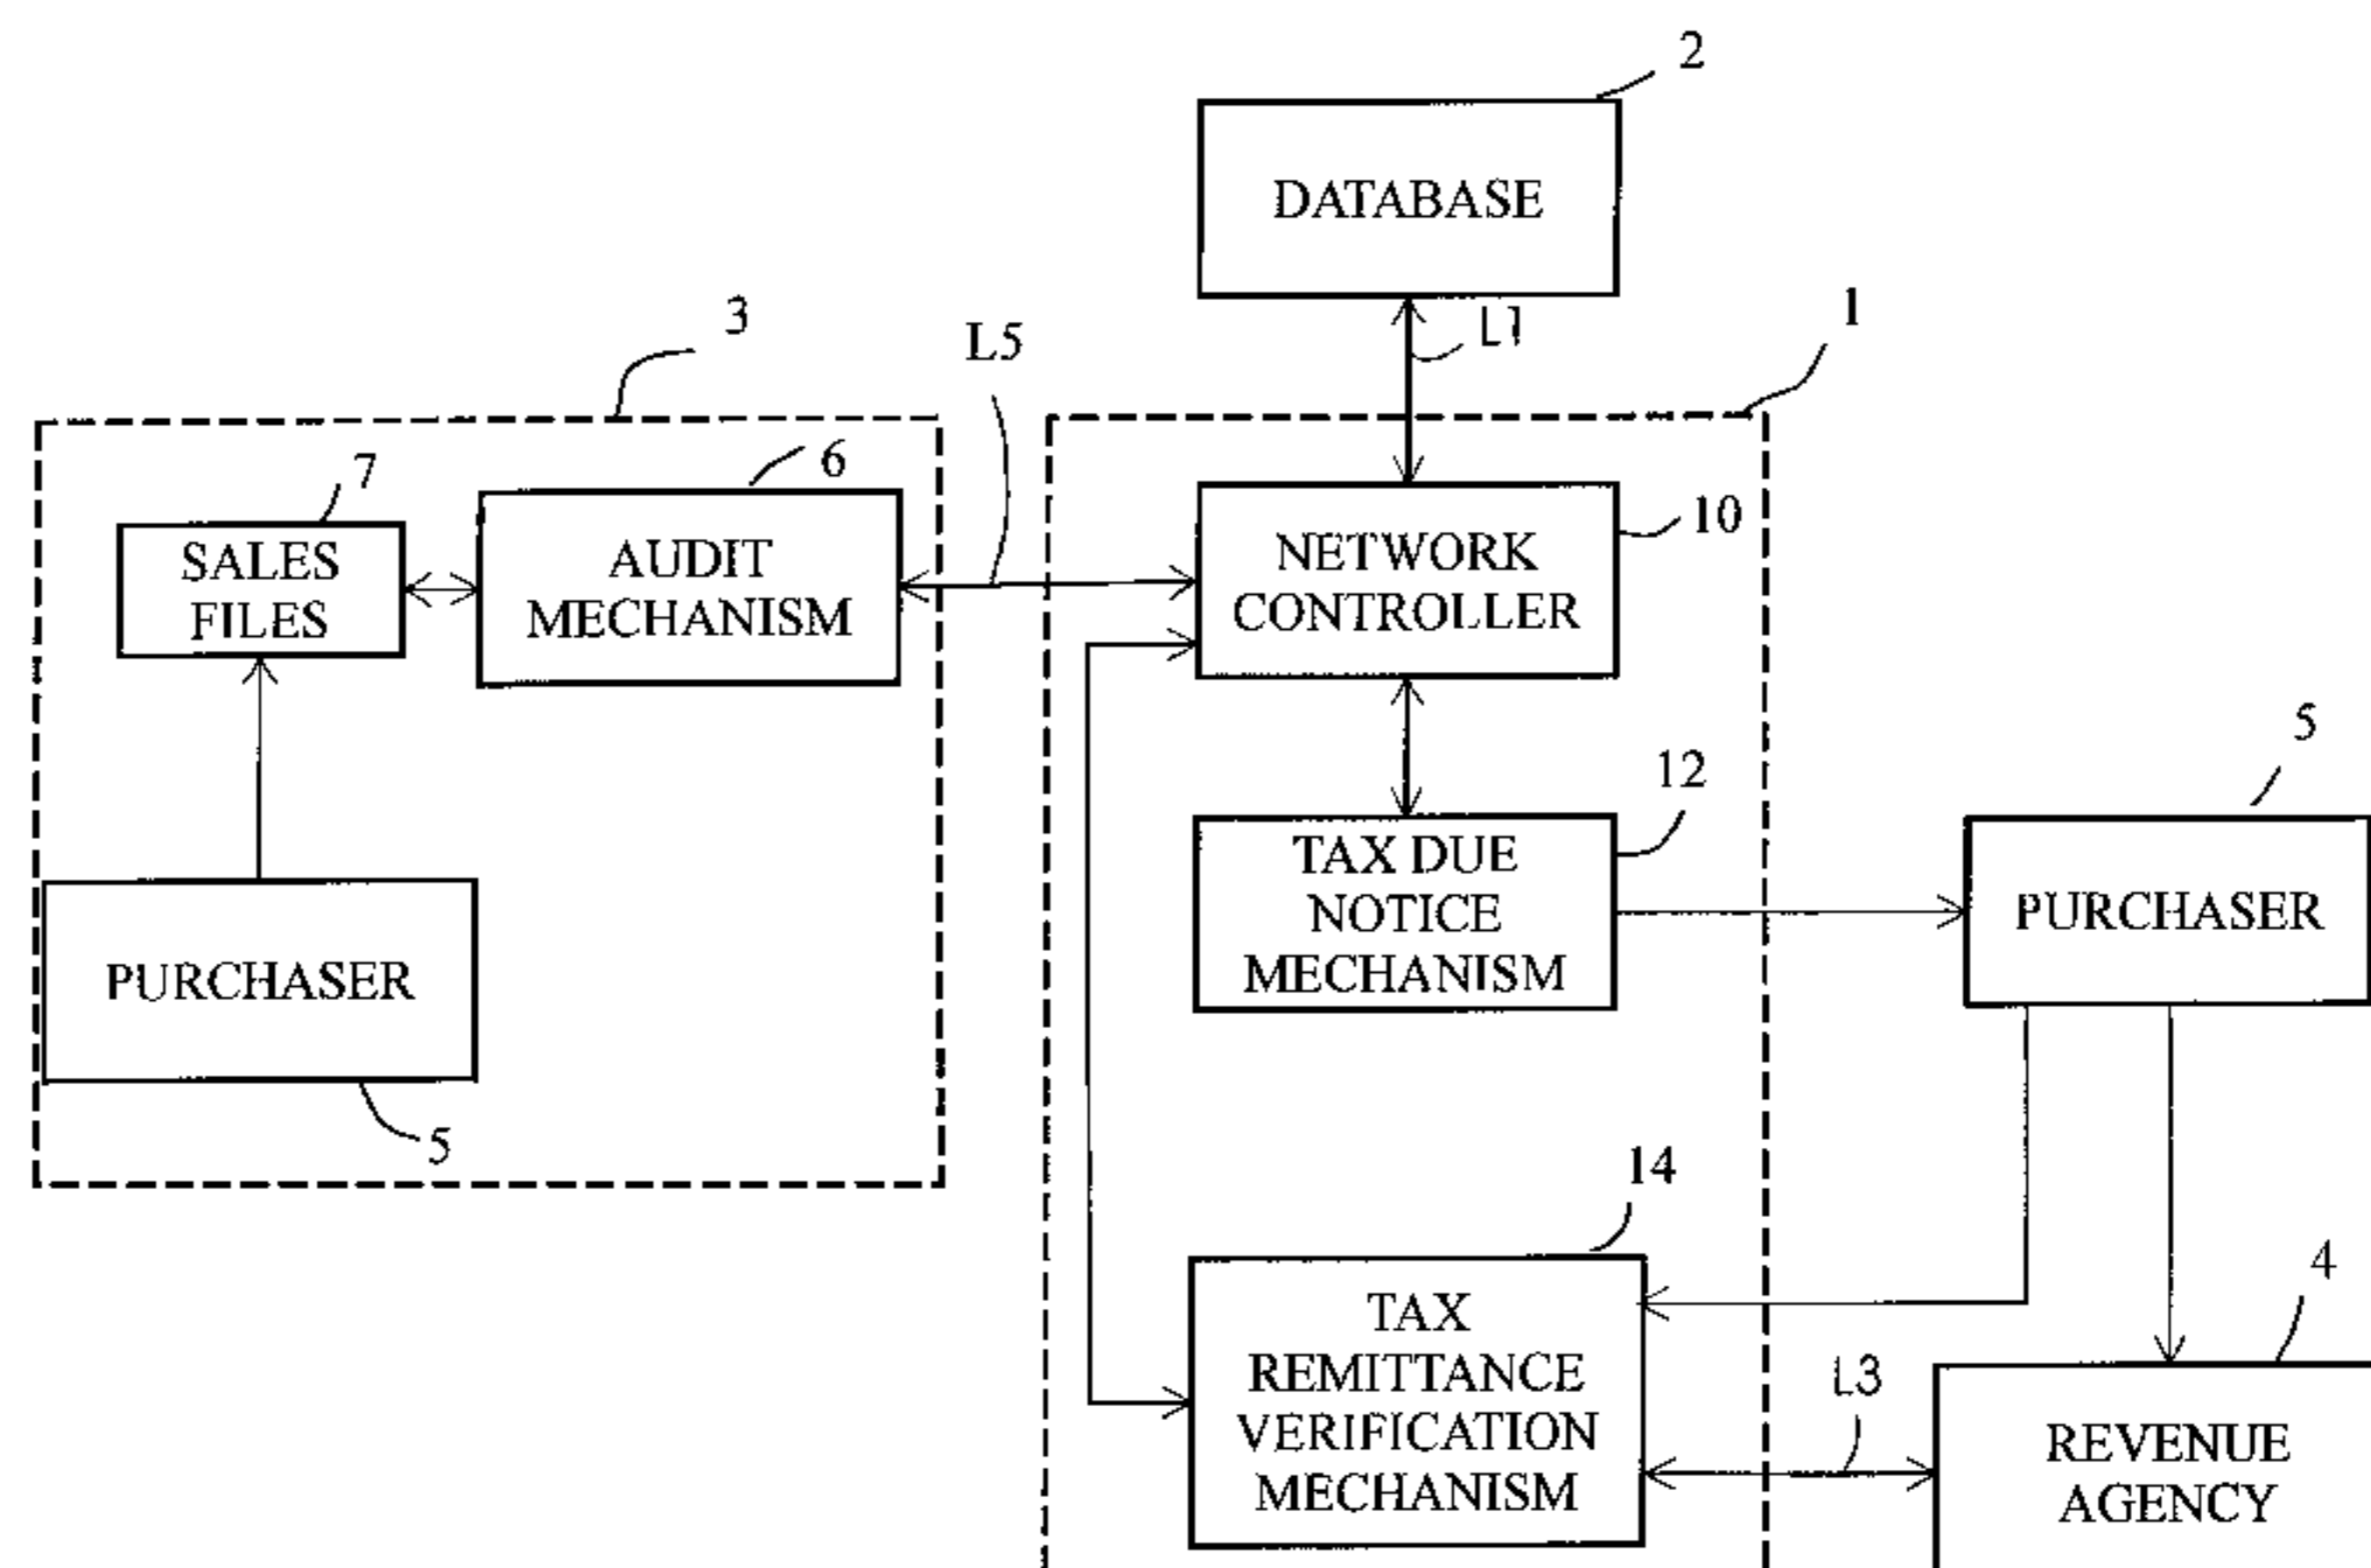 2
DATABASE
L1
1
3
L5
7
6
SALES
FILES
AUDIT
MECHANISM
NETWORK
CONTROLLER
10
PURCHASER
5
TAX DUE
NOTICE
MECHANISM
12
5
PURCHASER
14
TAX
REMITTANCE
VERIFICATION
MECHANISM
L3
4
REVENUE
AGENCY